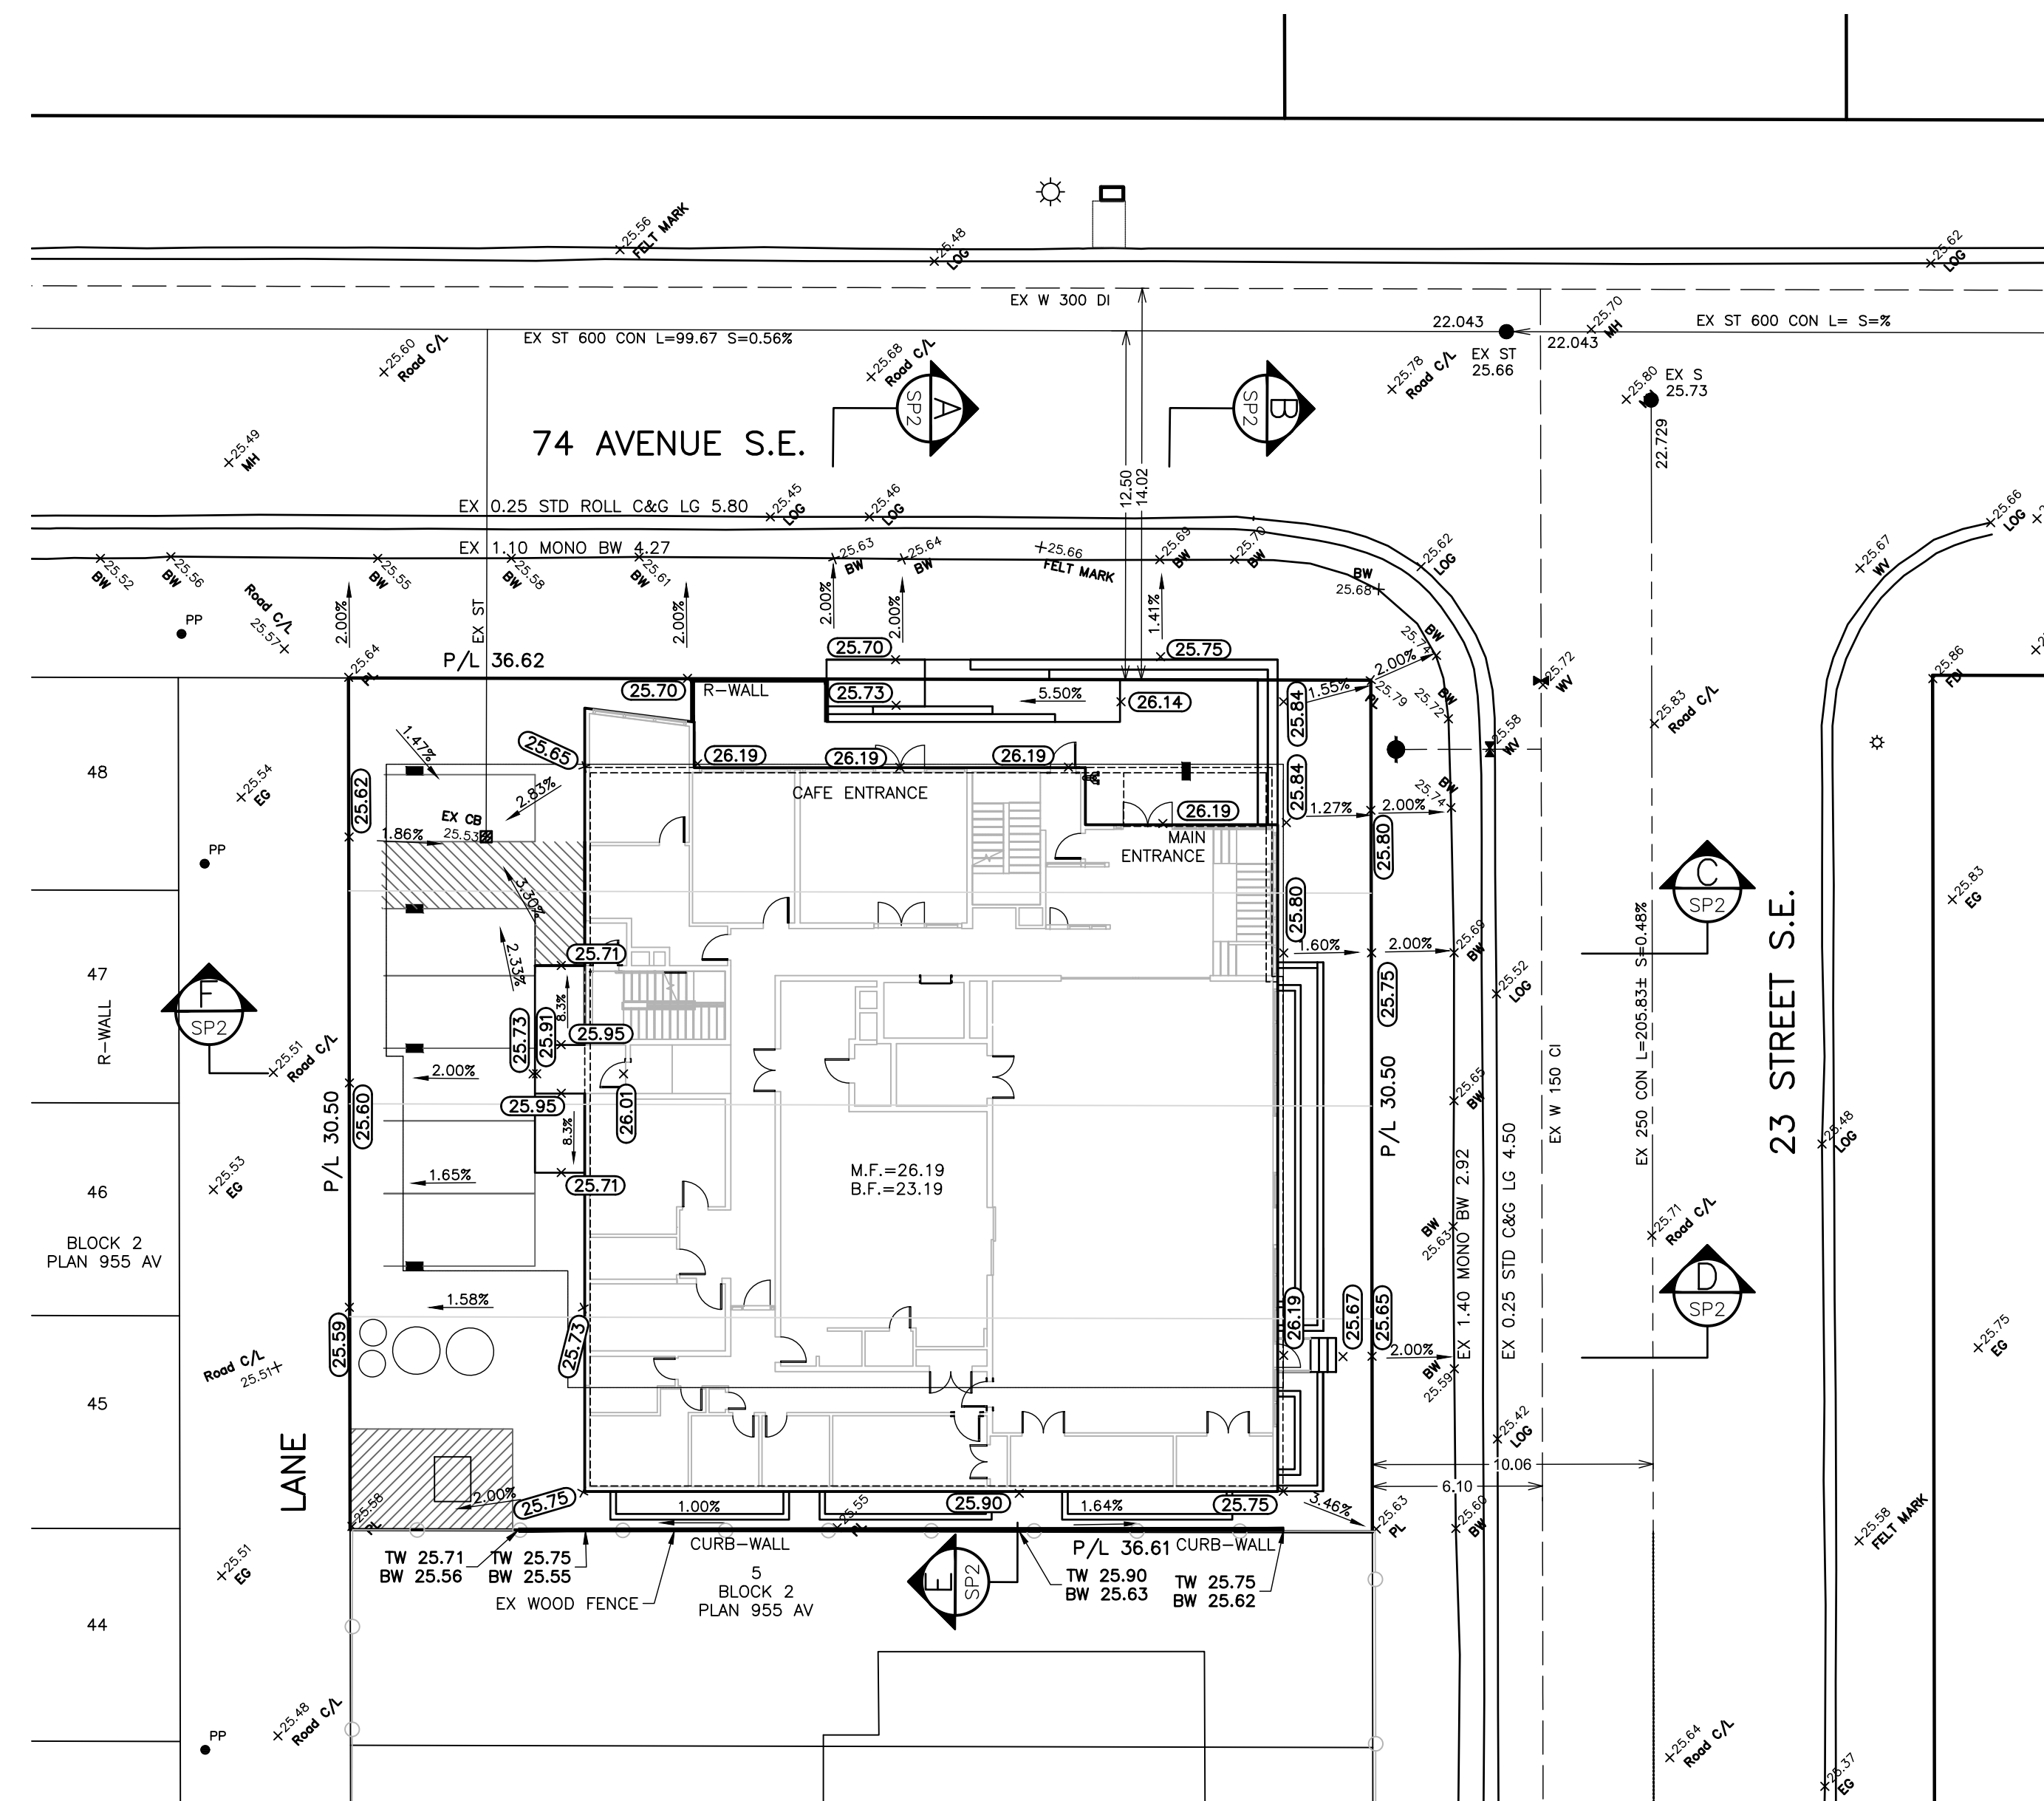 25.56
FELT MARK
25.48
LOG
25.62
LOG
EX W 300 DI
25.70
MH
EX ST 600 CON L=99.67 S=0.56%
22.043
22.043
EX ST 600 CON L= S=%
25.60
Road C/L
25.68
Road C/L
25.78
Road C/L
EX ST
25.66
25.80
EX S
25.73
22.729
A
SP2
B
SP2
74 AVENUE S.E.
25.49
MH
12.50
14.02
EX 0.25 STD ROLL C&G LG 5.80
25.45
LOG
25.46
LOG
25.66
LOG
EX 1.10 MONO BW 4.27
25.52
BW
25.56
BW
25.55
BW
25.58
BW
25.61
BW
25.63
BW
25.64
BW
25.66
FELT MARK
25.69
BW
25.70
BW
25.62
LOG
25.67
WV
BW
25.68
PP
Road C/L
25.57
2.00%
EX ST
2.00%
2.00%
2.00%
1.41%
25.74
BW
2.00%
P/L 36.62
25.64
PL
25.70
25.75
25.72
WV
25.86
FDI
25.70
R-WALL
25.73
5.50%
26.14
25.84
1.55%
25.79
PL
25.72
BW
25.83
Road C/L
25.58
WV
1.47%
25.65
26.19
26.19
26.19
48
25.54
EG
25.62
2.83%
CAFE ENTRANCE
25.84
26.19
1.27%
2.00%
25.74
BW
EX CB
25.53
1.86%
MAIN
ENTRANCE
25.80
PP
3.30%
C
SP2
25.83
EG
25.80
1.60%
2.00%
25.69
BW
25.71
2.33%
47
R-WALL
F
SP2
25.51
Road C/L
25.73
25.91
8.3%
25.95
25.75
25.52
LOG
EX 250 CON L=205.83± S=0.48%
23 STREET S.E.
EX W 150 CI
2.00%
25.95
8.3%
26.01
P/L 30.50
25.60
P/L 30.50
25.65
BW
25.48
LOG
46
25.53
EG
1.65%
25.71
M.F.=26.19
B.F.=23.19
BLOCK 2
PLAN 955 AV
BW
25.63
EX 1.40 MONO BW 2.92
EX 0.25 STD C&G LG 4.50
25.71
Road C/L
D
SP2
1.58%
25.59
25.73
26.19
25.67
25.65
2.00%
BW
25.59
25.75
EG
Road C/L
25.51
45
LANE
25.42
LOG
10.06
6.10
2.00%
25.58
PL
25.75
1.00%
25.55
PL
25.90
1.64%
25.75
3.46%
25.63
PL
25.60
BW
25.58
FELT MARK
25.51
EG
TW 25.71
BW 25.56
TW 25.75
BW 25.55
CURB-WALL
P/L 36.61
CURB-WALL
EX WOOD FENCE
5
BLOCK 2
PLAN 955 AV
E
SP2
TW 25.90
BW 25.63
TW 25.75
BW 25.62
44
PP
25.48
Road C/L
25.64
Road C/L
25.37
EG